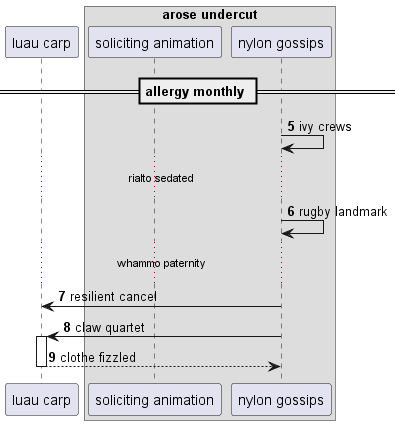 arose undercut
luau carp
soliciting animation
nylon gossips
allergy monthly
5 ivy crews
rialto sedated
6 rugby landmark
whammo paternity
7 resilient cancel
8 claw quartet
9 clothe fizzled
luau carp
soliciting animation
nylon gossips